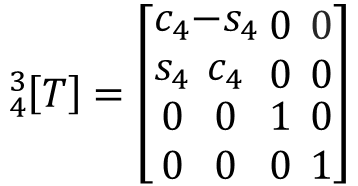 ³₄[T] = [c₄ −s₄ 0 0
s₄ c₄ 0 0
0 0 1 0
0 0 0 1]